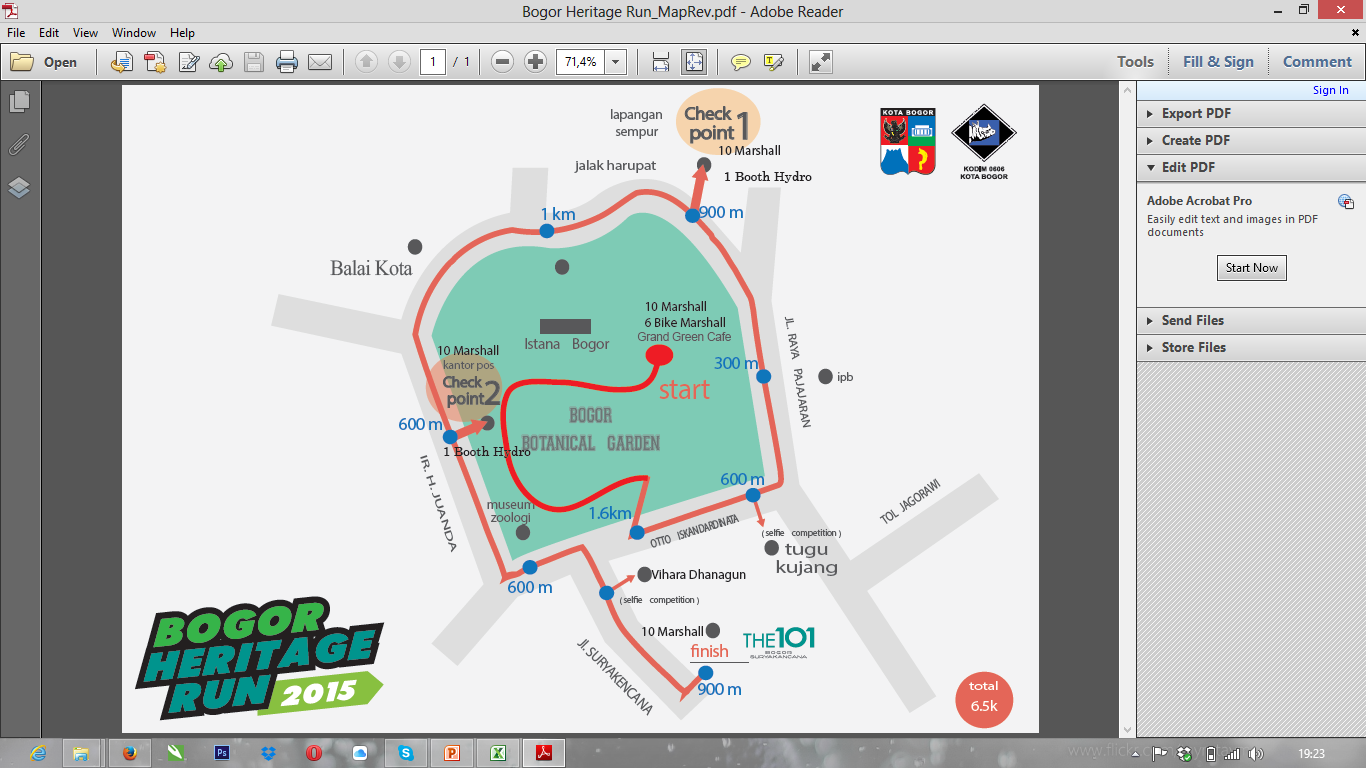 Bogor Heritage Run_MapRev.pdf - Adobe Reader
File Edit View Window Help
Open
1 / 1
71,4%
Tools
Fill & Sign
Comment
Sign In
Export PDF
Create PDF
Edit PDF
Adobe Acrobat Pro
Easily edit text and images in PDF
documents
Start Now
Send Files
Store Files
lapangan
sempur
Check
point 1
10 Marshall
1 Booth Hydro
jalak harupat
KOTA BOGOR
KODIM 0606
KOTA BOGOR
1 km
900 m
Balai Kota
10 Marshall
6 Bike Marshall
Grand Green Cafe
Istana Bogor
start
300 m
JL. RAYA PAJAJARAN
ipb
10 Marshall
kantor pos
Check
point 2
600 m
1 Booth Hydro
BOGOR
BOTANICAL GARDEN
IR. H. JUANDA
museum
zoologi
1.6km
600 m
OTTO ISKANDARDINATA
TOL JAGORAWI
(selfie competition)
tugu
kujang
600 m
Vihara Dhanagun
(selfie competition)
10 Marshall
finish
THE 101
BOGOR
SURYAKANCANA
900 m
Jl. SURYAKENCANA
BOGOR
HERITAGE
RUN 2015
total
6.5k
19:23